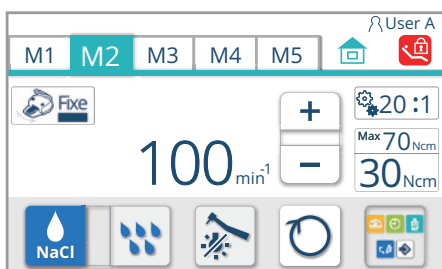 User A
M1 M2 M3 M4 M5
Fixe
+
20 :1
100 min⁻¹
Max 70 Ncm
−
30 Ncm
NaCl